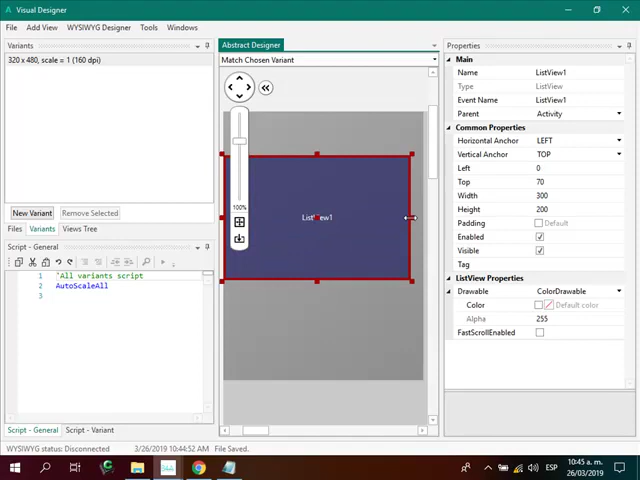 Visual Designer
File Add View WYSIWYG Designer Tools Windows
Variants
320 x 480, scale = 1 (160 dpi)
New Variant Remove Selected
Files Variants Views Tree
Script - General
1 'All variants script
2 AutoScaleAll
3
Script - General Script - Variant
Abstract Designer
Match Chosen Variant
100%
ListView1
Properties
Main
Name ListView1
Type ListView
Event Name ListView1
Parent Activity
Common Properties
Horizontal Anchor LEFT
Vertical Anchor TOP
Left 0
Top 70
Width 300
Height 200
Padding Default
Enabled
Visible
Tag
ListView Properties
Drawable ColorDrawable
Color Default color
Alpha 255
FastScrollEnabled
WYSIWYG status: Disconnected 3/26/2019 10:44:52 AM File Saved.
ESP
10:45 a. m.
26/03/2019